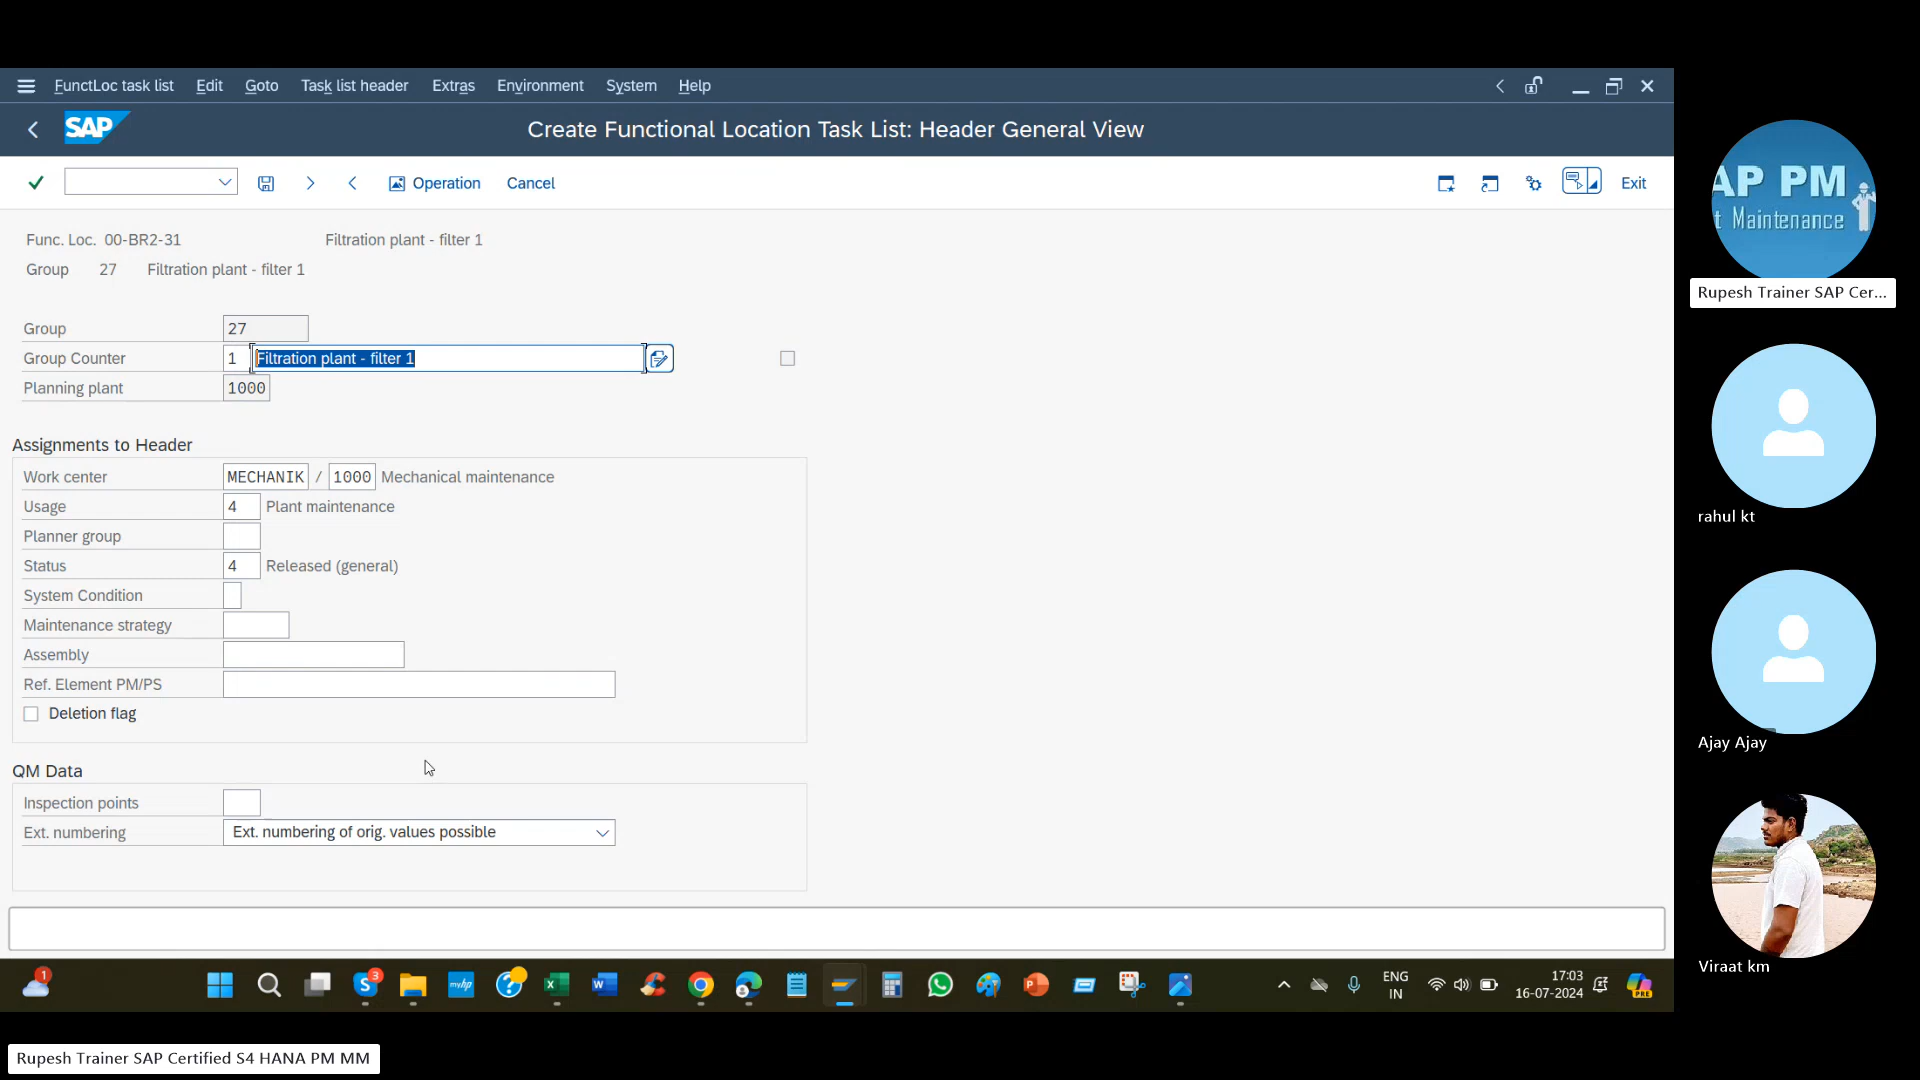 FunctLoc task list Edit Goto Task list header Extras Environment System Help
SAP Create Functional Location Task List: Header General View
Operation Cancel Exit
Func. Loc. 00-BR2-31 Filtration plant - filter 1
Group 27 Filtration plant - filter 1
Group 27
Group Counter 1 Filtration plant - filter 1
Planning plant 1000
Assignments to Header
Work center MECHANIK / 1000 Mechanical maintenance
Usage 4 Plant maintenance
Planner group
Status 4 Released (general)
System Condition
Maintenance strategy
Assembly
Ref. Element PM/PS
Deletion flag
QM Data
Inspection points
Ext. numbering Ext. numbering of orig. values possible
1
3
myhp
ENG
IN
17:03
16-07-2024
PRE
AP PM
t Maintenance
Rupesh Trainer SAP Cer...
rahul kt
Ajay Ajay
Viraat km
Rupesh Trainer SAP Certified S4 HANA PM MM